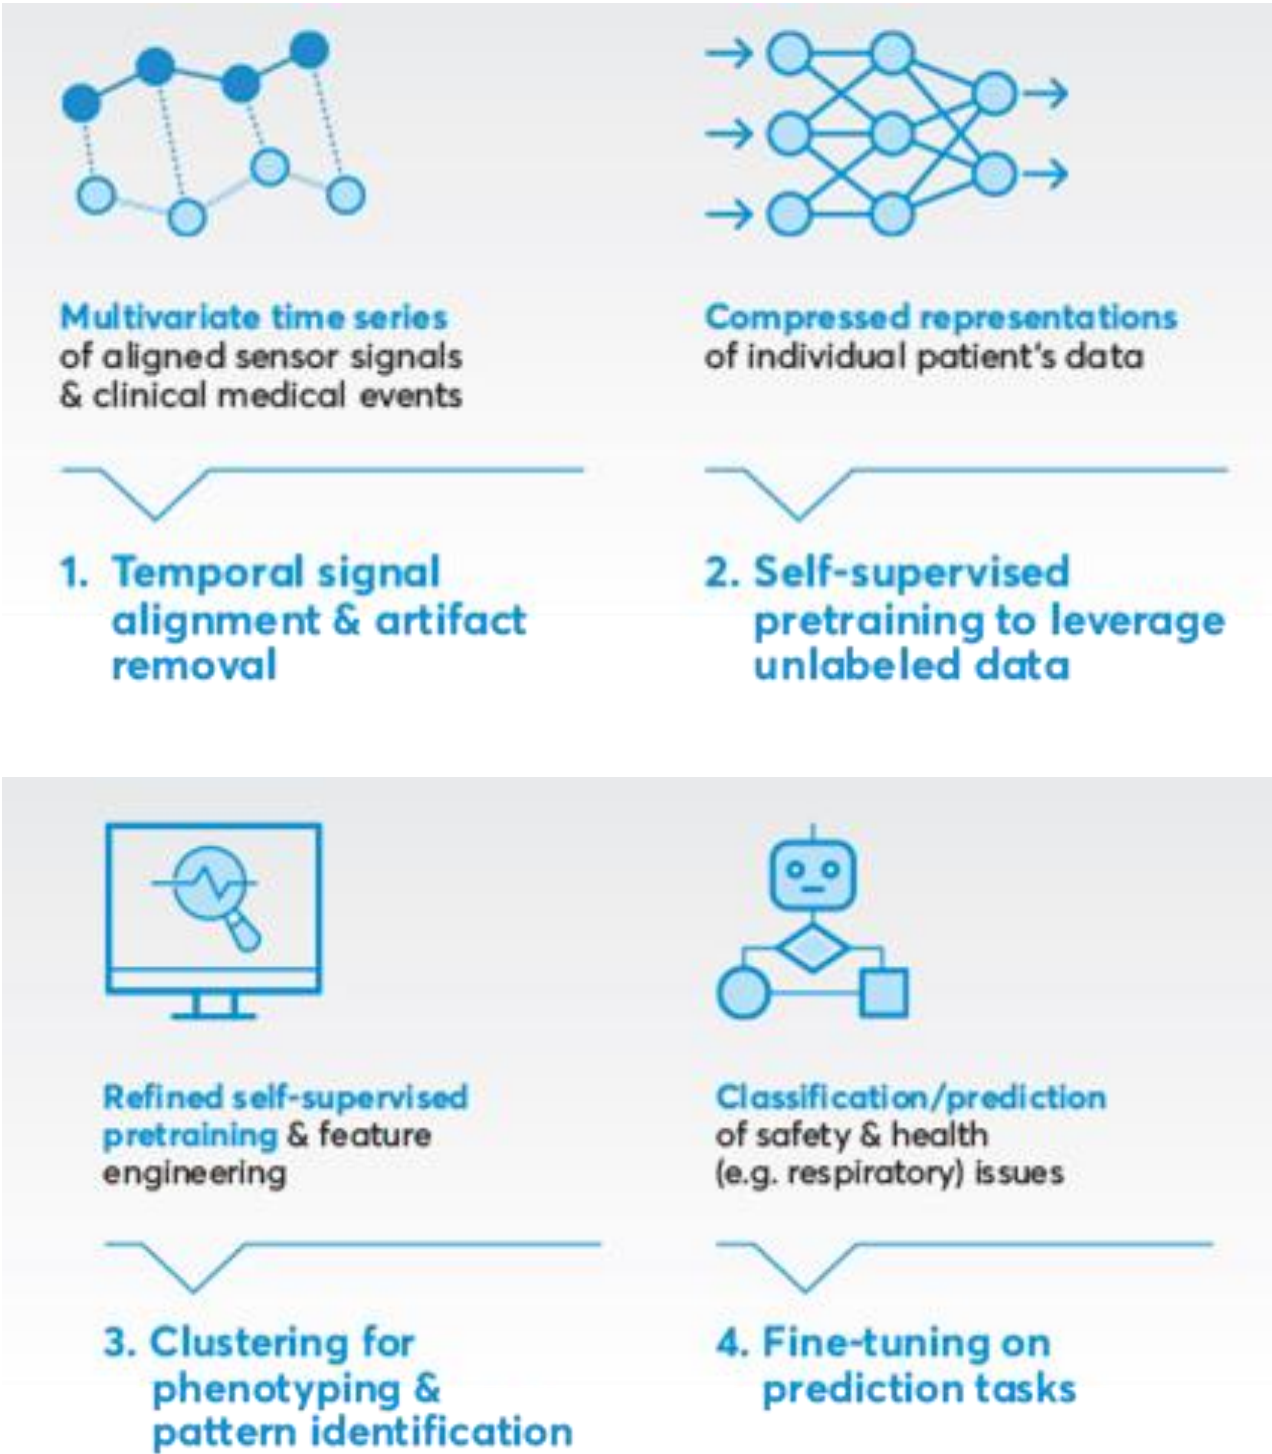 Multivariate time series
of aligned sensor signals
& clinical medical events
1. Temporal signal
alignment & artifact
removal
Compressed representations
of individual patient's data
2. Self-supervised
pretraining to leverage
unlabeled data
Refined self-supervised
pretraining & feature
engineering
3. Clustering for
phenotyping &
pattern identification
Classification/prediction
of safety & health
(e.g. respiratory) issues
4. Fine-tuning on
prediction tasks